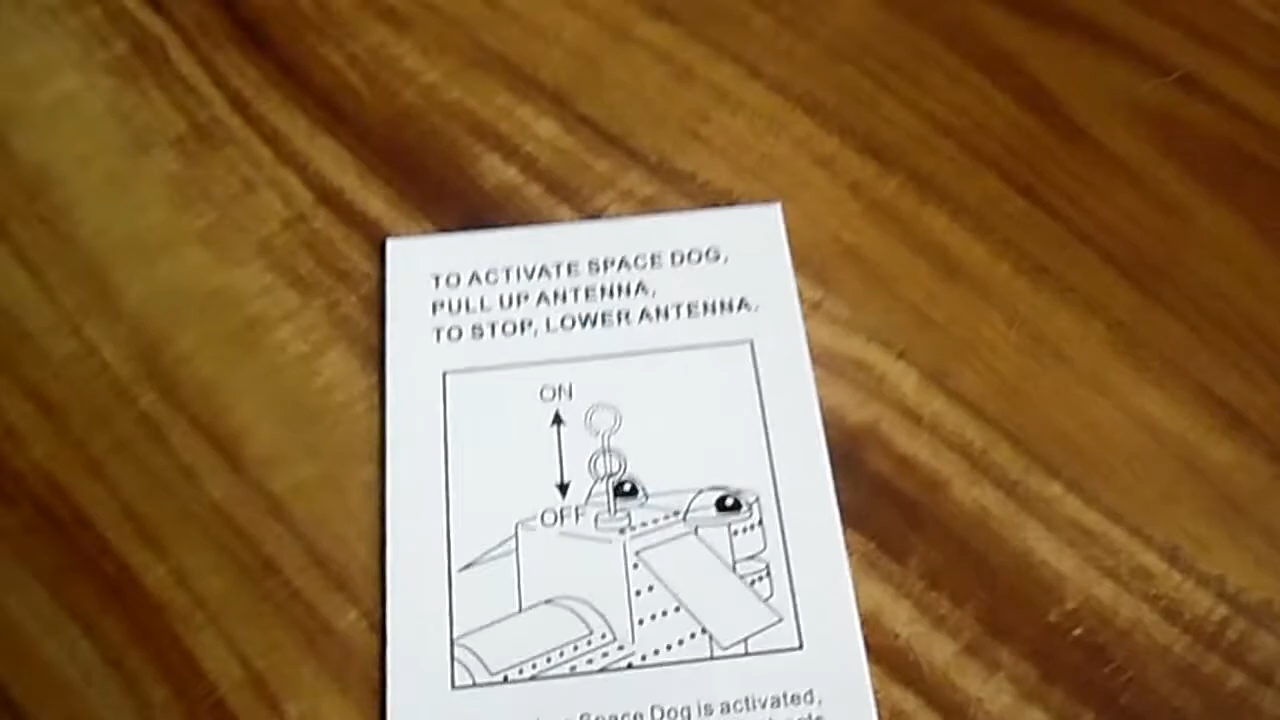 TO ACTIVATE SPACE DOG,
PULL UP ANTENNA,
TO STOP, LOWER ANTENNA.
ON
OFF
Space Dog is activated,